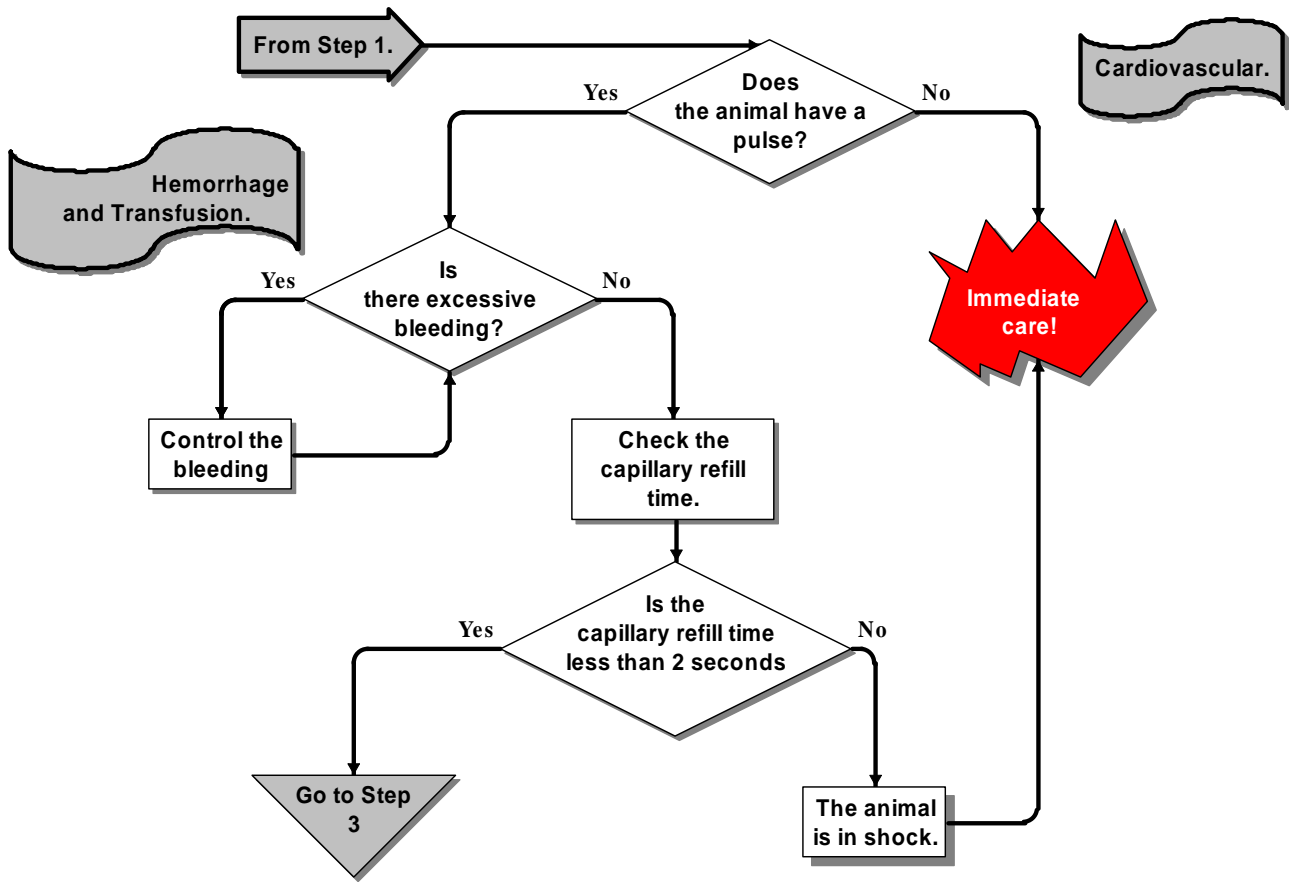 From Step 1.
Cardiovascular.
Does
the animal have a
pulse?
Yes
No
Hemorrhage
and Transfusion.
Is
there excessive
bleeding?
Yes
No
Immediate
care!
Control the
bleeding
Check the
capillary refill
time.
Is the
capillary refill time
less than 2 seconds
Yes
No
Go to Step
3
The animal
is in shock.